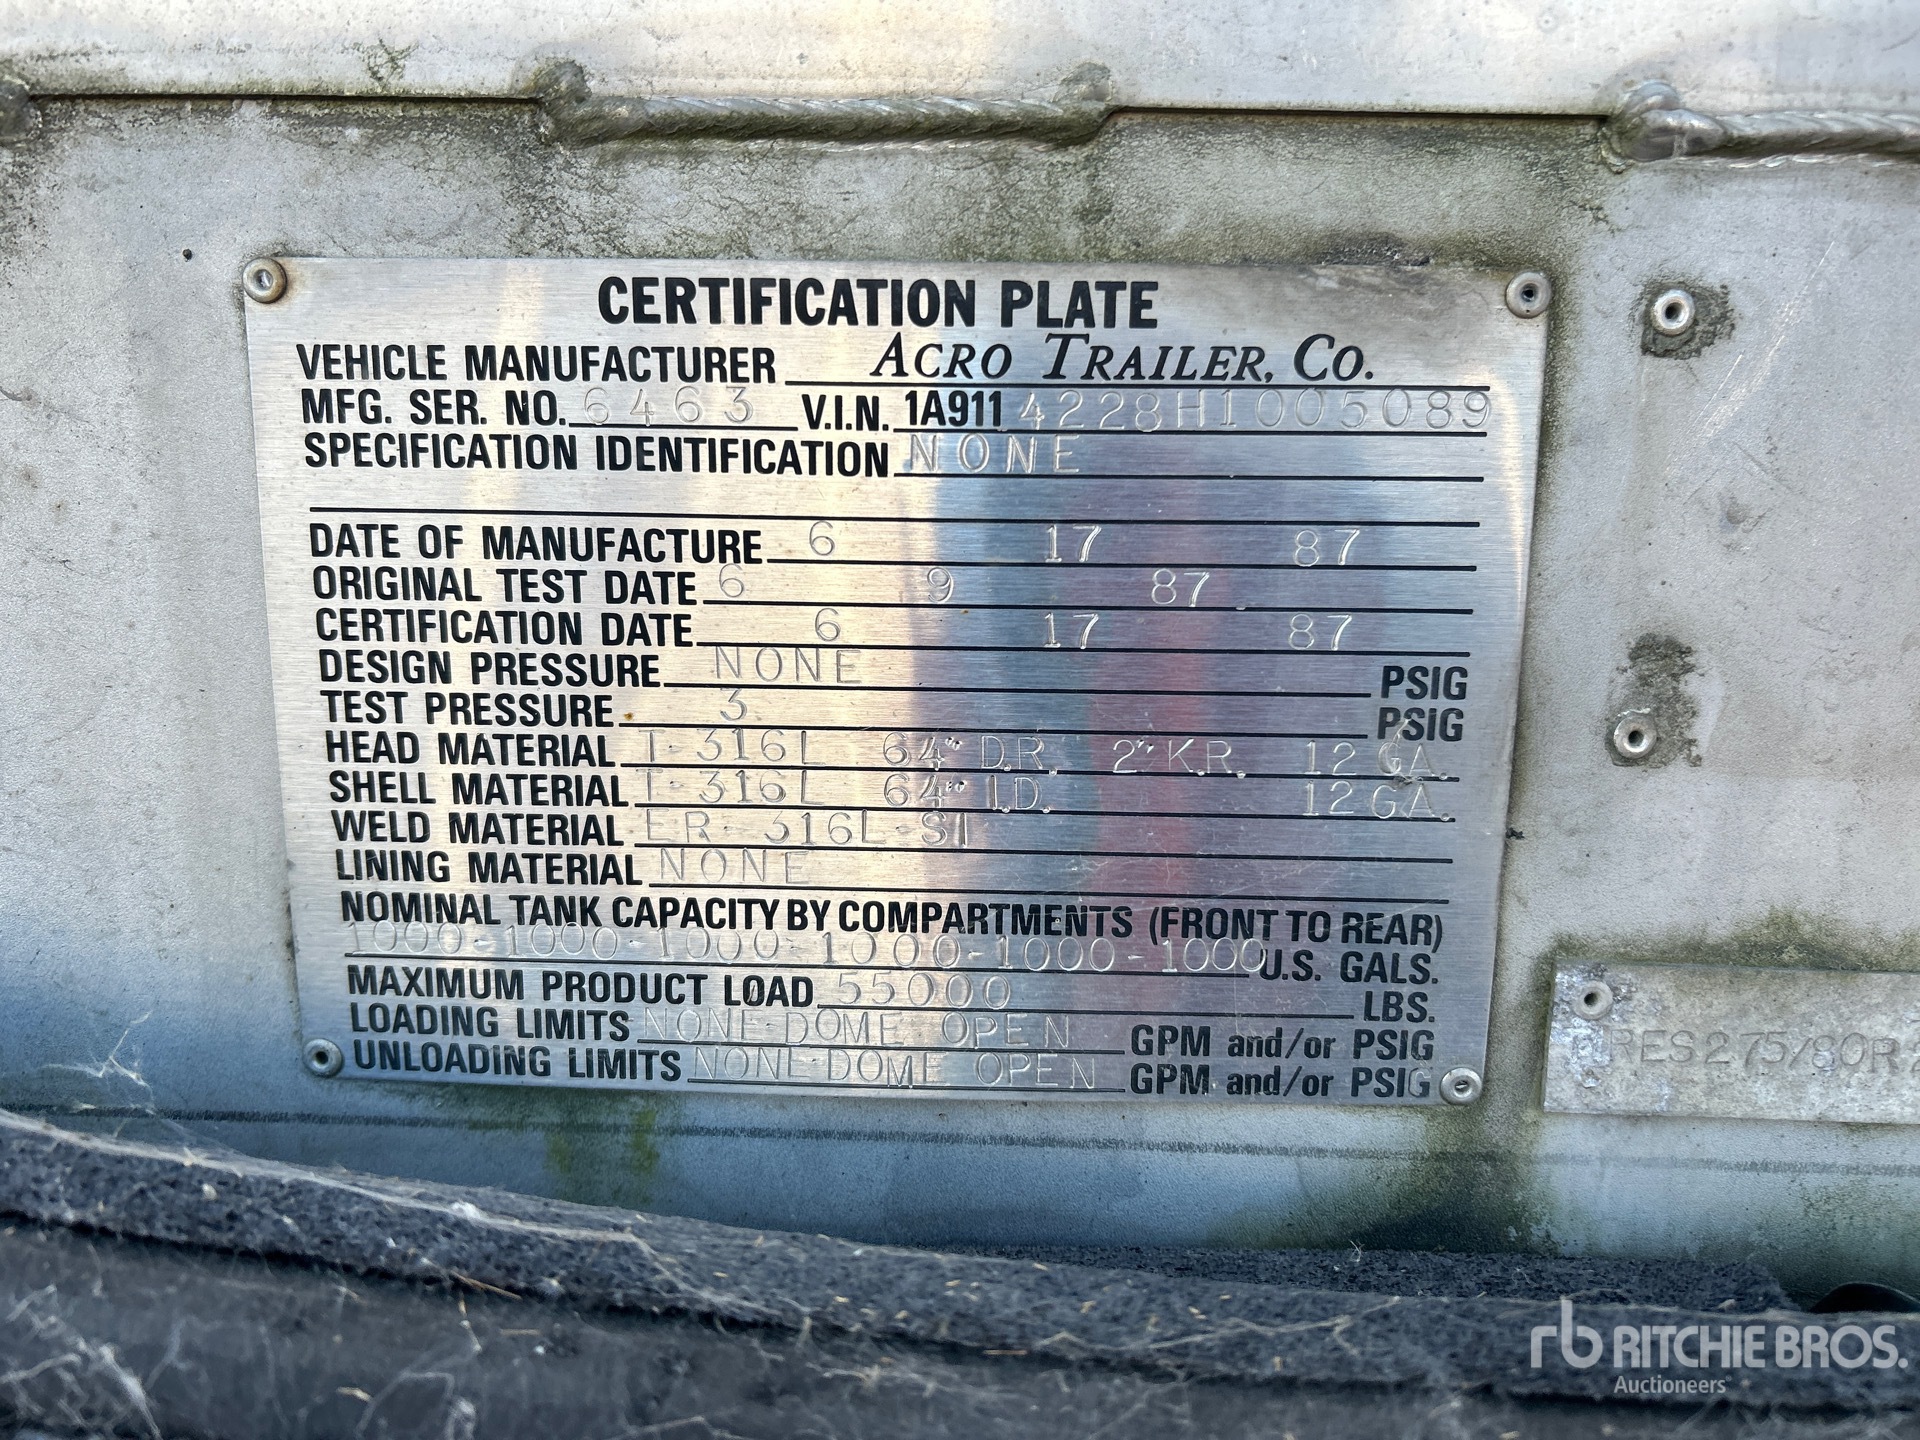 CERTIFICATION PLATE
VEHICLE MANUFACTURER ACRO TRAILER, CO.
MFG. SER. NO. 6463 V.I.N. 1A9114228H1005089
SPECIFICATION IDENTIFICATION NONE
DATE OF MANUFACTURE 6 17 87
ORIGINAL TEST DATE 6 9 87
CERTIFICATION DATE 6 17 87
DESIGN PRESSURE NONE PSIG
TEST PRESSURE 3 PSIG
HEAD MATERIAL T-316L 64" D.R. 2" K.R. 12 GA.
SHELL MATERIAL T-316L 64" I.D. 12 GA.
WELD MATERIAL ER-316L-SI
LINING MATERIAL NONE
NOMINAL TANK CAPACITY BY COMPARTMENTS (FRONT TO REAR)
1000-1000-1000-1000-1000-1000 U.S. GALS.
MAXIMUM PRODUCT LOAD 55000 LBS.
LOADING LIMITS NONE-DOME OPEN GPM and/or PSIG
UNLOADING LIMITS NONE-DOME OPEN GPM and/or PSIG
RES 275/80R
rb RITCHIE BROS.
Auctioneers